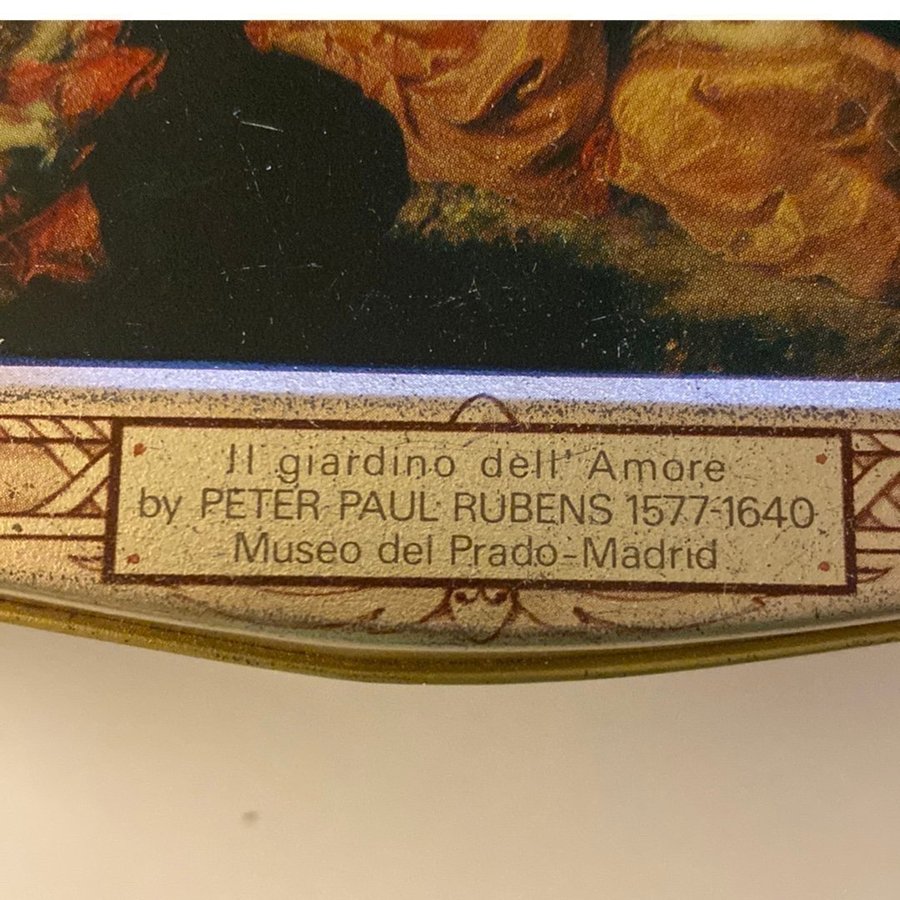 Il giardino dell' Amore
by PETER PAUL RUBENS 1577-1640
Museo del Prado-Madrid